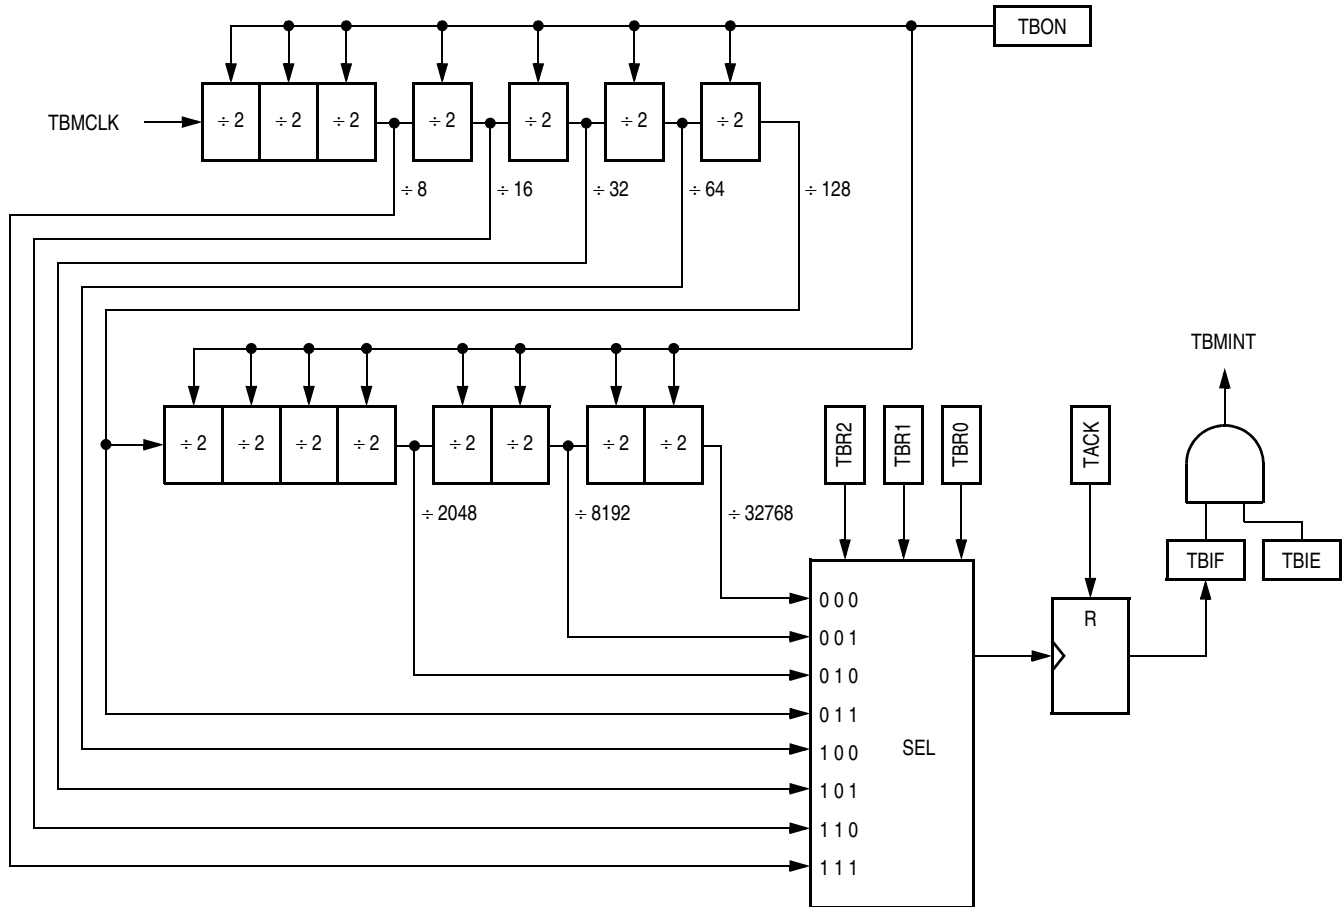 TBON
TBMCLK
÷ 2
÷ 2
÷ 2
÷ 2
÷ 2
÷ 2
÷ 2
÷ 8
÷ 16
÷ 32
÷ 64
÷ 128
TBMINT
÷ 2
÷ 2
÷ 2
÷ 2
÷ 2
÷ 2
÷ 2
÷ 2
TBR2
TBR1
TBR0
TACK
÷ 2048
÷ 8192
÷ 32768
TBIF
TBIE
0 0 0
R
0 0 1
0 1 0
0 1 1
1 0 0
SEL
1 0 1
1 1 0
1 1 1